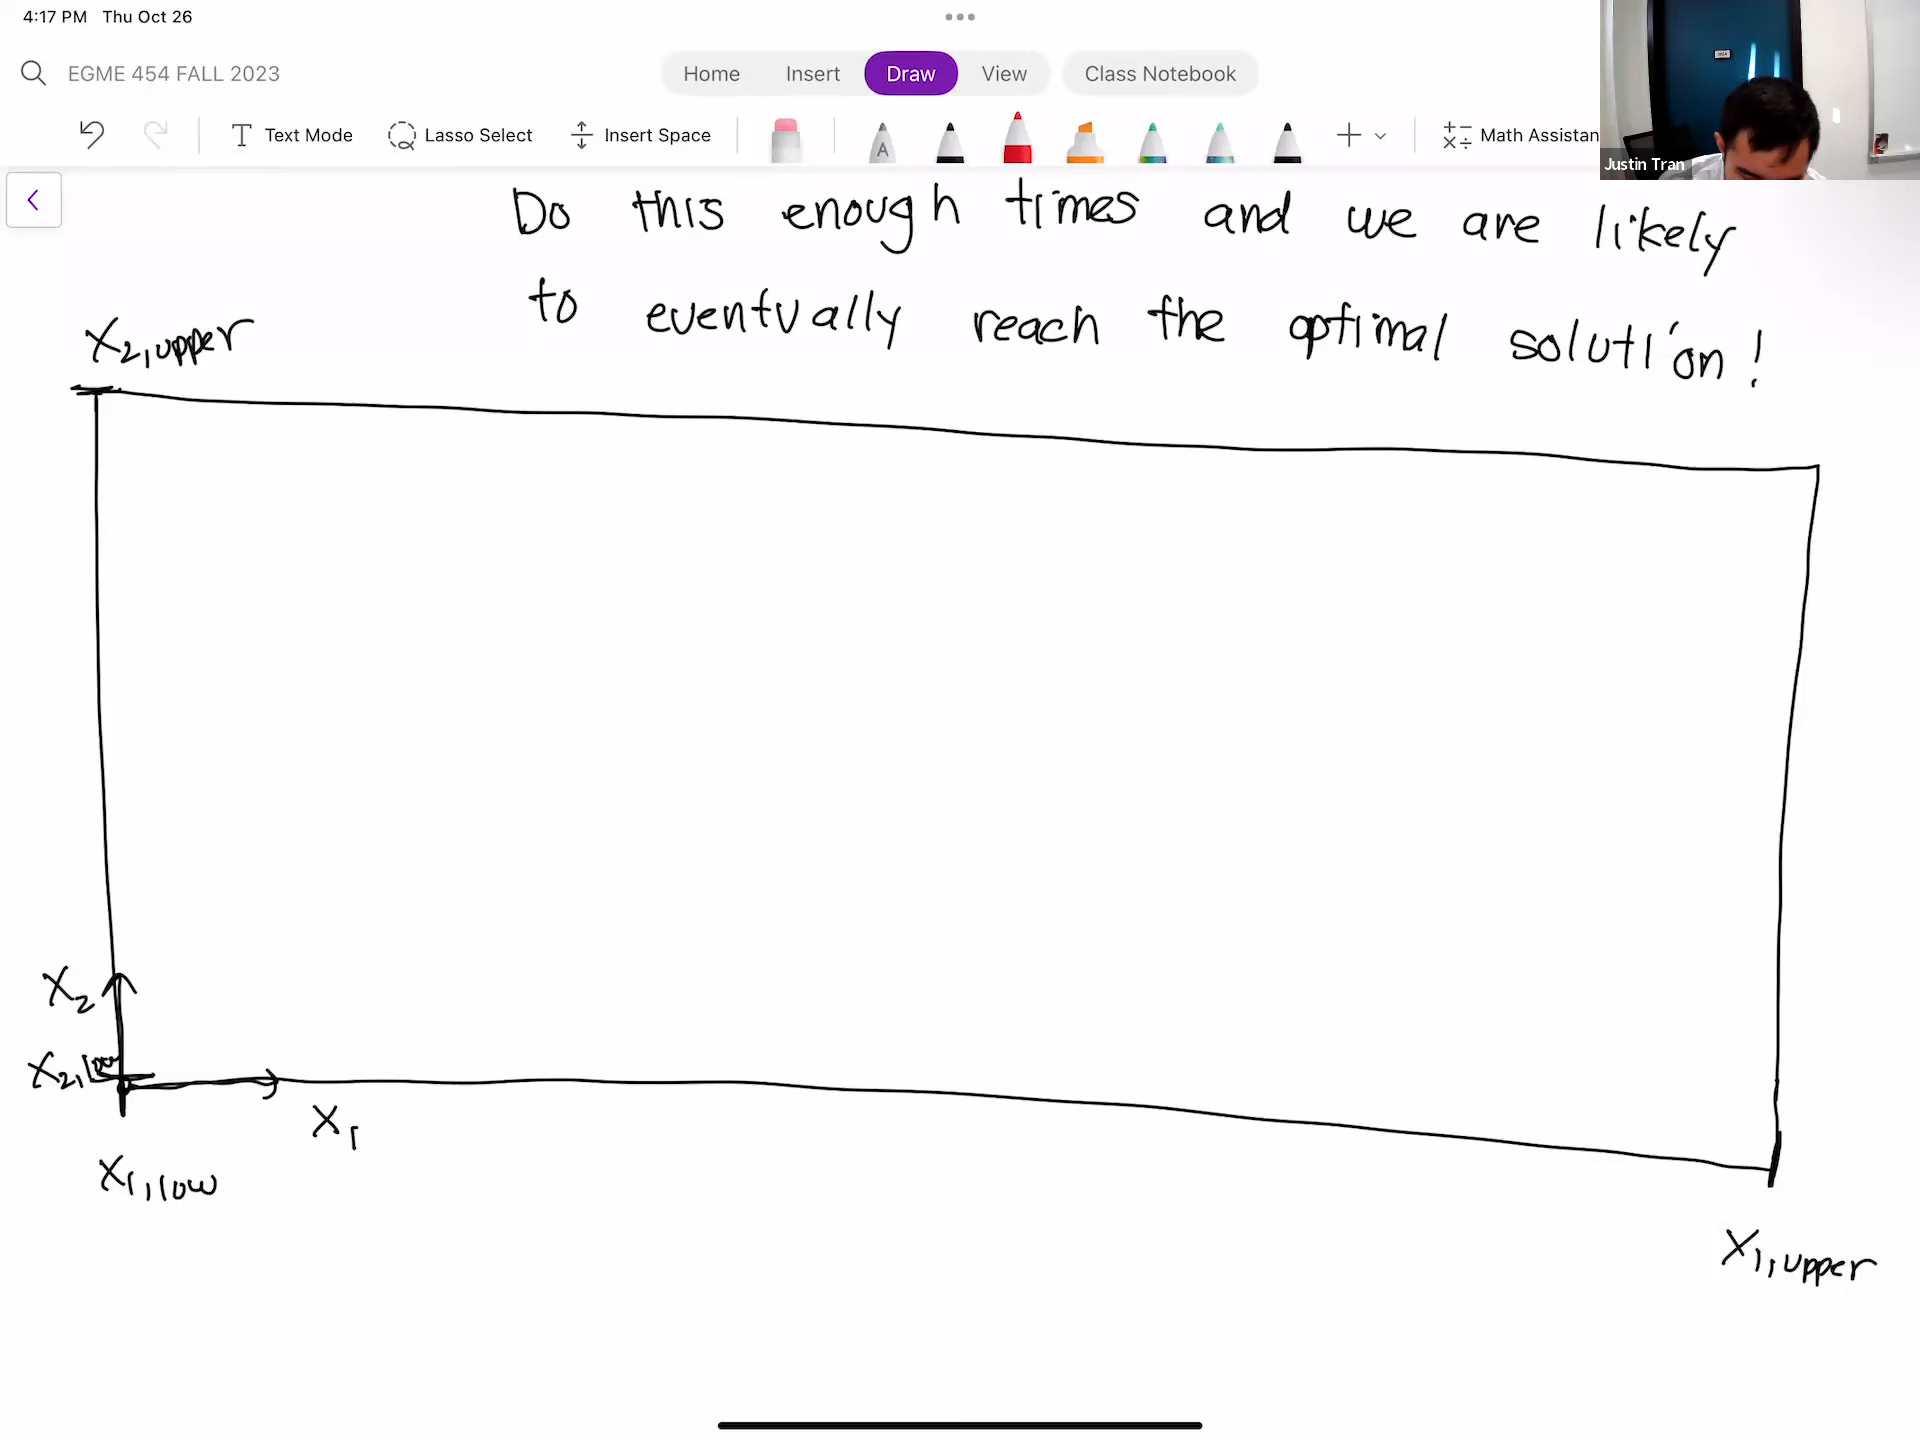 4:17 PM Thu Oct 26
EGME 454 FALL 2023
Home Insert Draw View Class Notebook
T Text Mode Lasso Select Insert Space A Math Assistan
Justin Tran
Do this enough times and we are likely
to eventually reach the optimal solution!
X2,upper
X2
X2,low
X1
X1,low
X1,upper